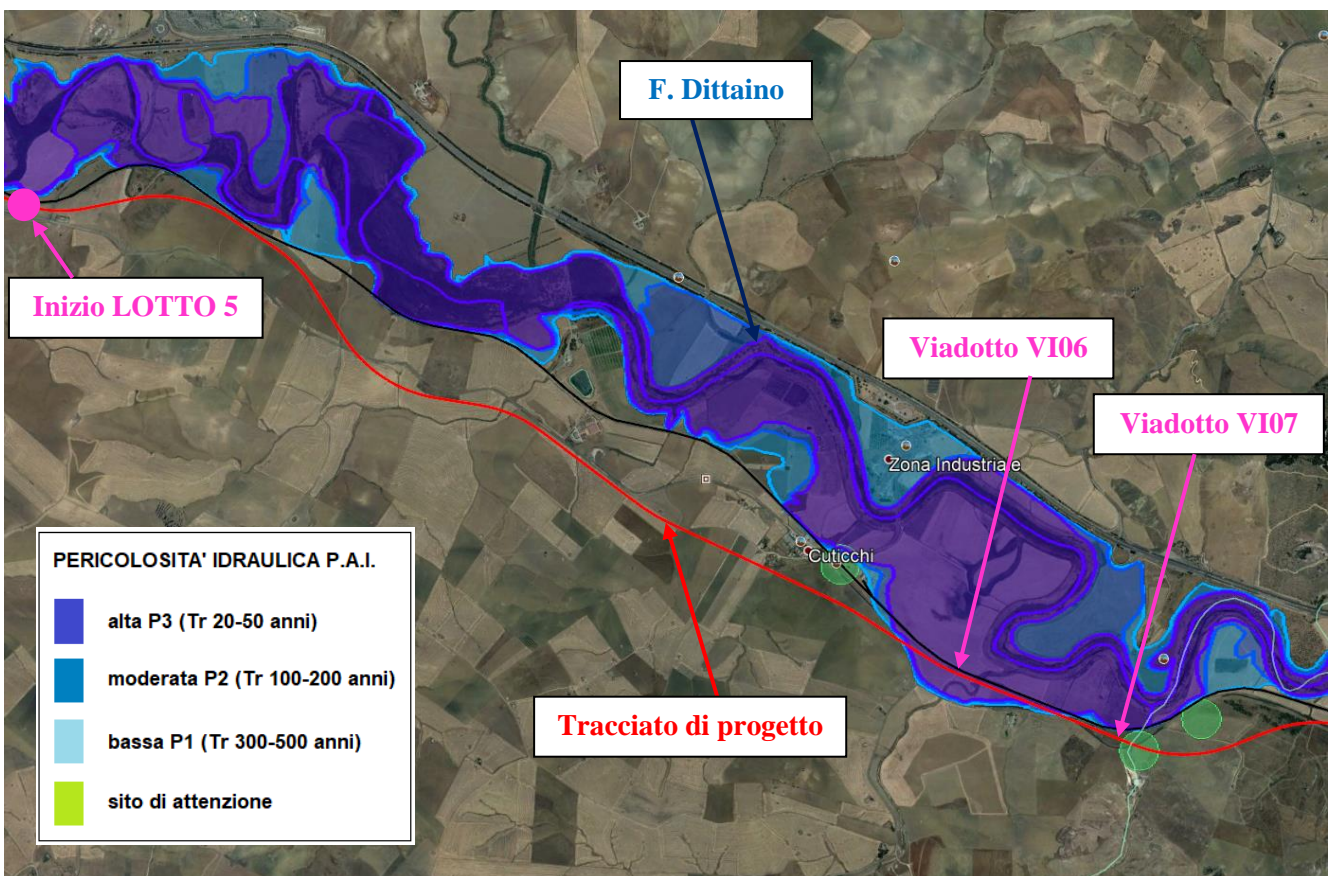 F. Dittaino
Inizio LOTTO 5
Viadotto VI06
Viadotto VI07
Zona Industriale
Cuticchi
Tracciato di progetto
PERICOLOSITA' IDRAULICA P.A.I.
alta P3 (Tr 20-50 anni)
moderata P2 (Tr 100-200 anni)
bassa P1 (Tr 300-500 anni)
sito di attenzione